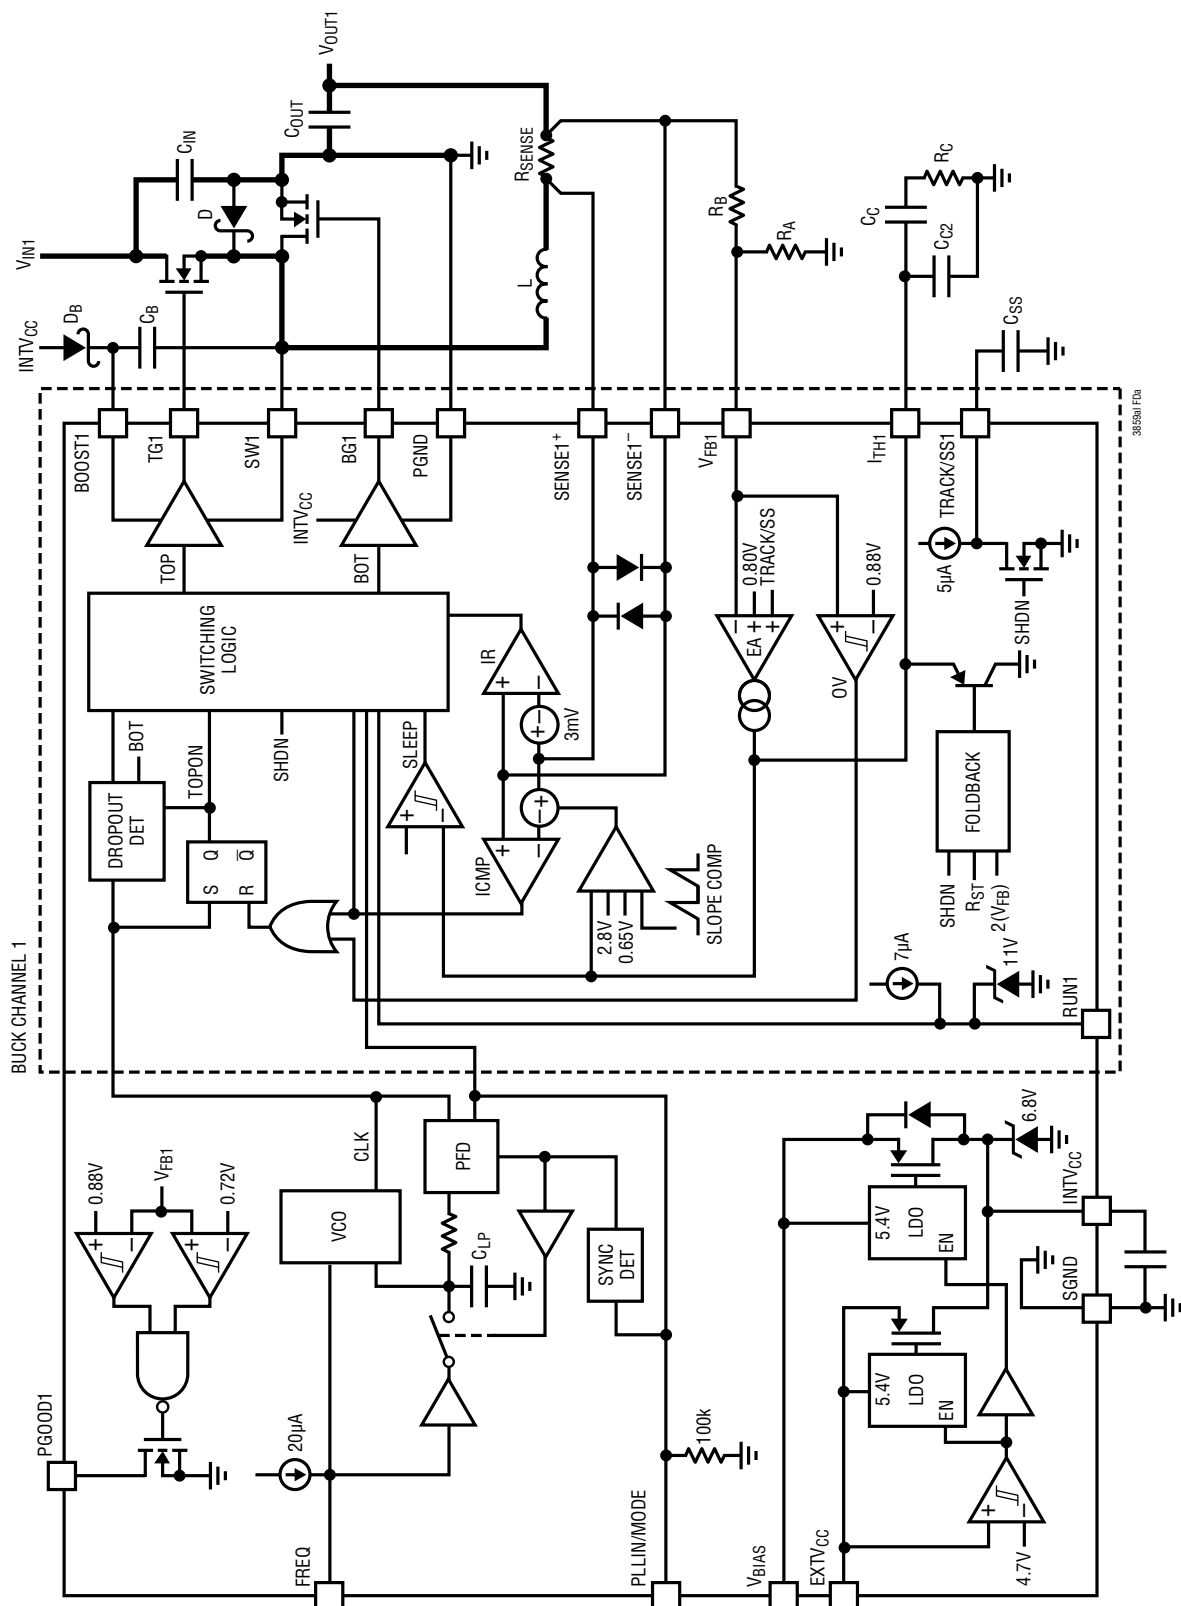 BUCK CHANNEL 1
PGOOD1
0.88V
VFB1
0.72V
+
–
+
–
FREQ
20µA
VCO
CLK
PFD
CLP
SYNC
DET
PLLIN/MODE
100k
VBIAS
EXTVCC
4.7V
+
–
5.4V
LDO
EN
5.4V
LDO
EN
SGND
INTVCC
6.8V
RUN1
DROPOUT
DET
BOT
TOPON
S Q
R Q̅
SHDN
SWITCHING
LOGIC
TOP
BOT
INTVCC
BOOST1
TG1
SW1
BG1
PGND
SENSE1+
SENSE1–
VFB1
ITH1
TRACK/SS1
SLEEP
+
–
IR
+
–
+ –
3mV
– +
ICMP
+
–
2.8V
0.65V
SLOPE COMP
EA
–
+
+
0.80V
TRACK/SS
OV
+
–
0.88V
5µA
SHDN
FOLDBACK
SHDN
RST
2(VFB)
7µA
11V
INTVCC
DB
CB
VIN1
CIN
D
COUT
VOUT1
RSENSE
L
RB
RA
CC
RC
CC2
CSS
3859al FDa